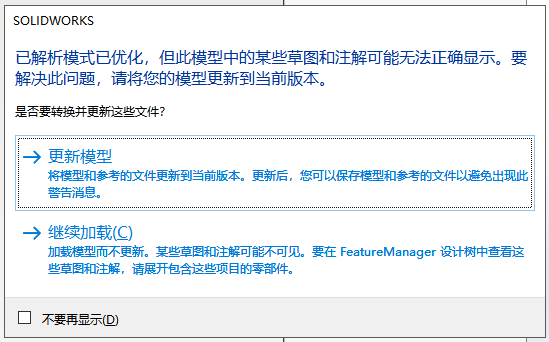 SOLIDWORKS
已解析模式已优化，但此模型中的某些草图和注解可能无法正确显示。要
解决此问题，请将您的模型更新到当前版本。
是否要转换并更新这些文件?
更新模型
将模型和参考的文件更新到当前版本。更新后，您可以保存模型和参考的文件以避免出现此
警告消息。
继续加载(C)
加载模型而不更新。某些草图和注解可能不可见。要在 FeatureManager 设计树中查看这
些草图和注解，请展开包含这些项目的零部件。
不要再显示(D)